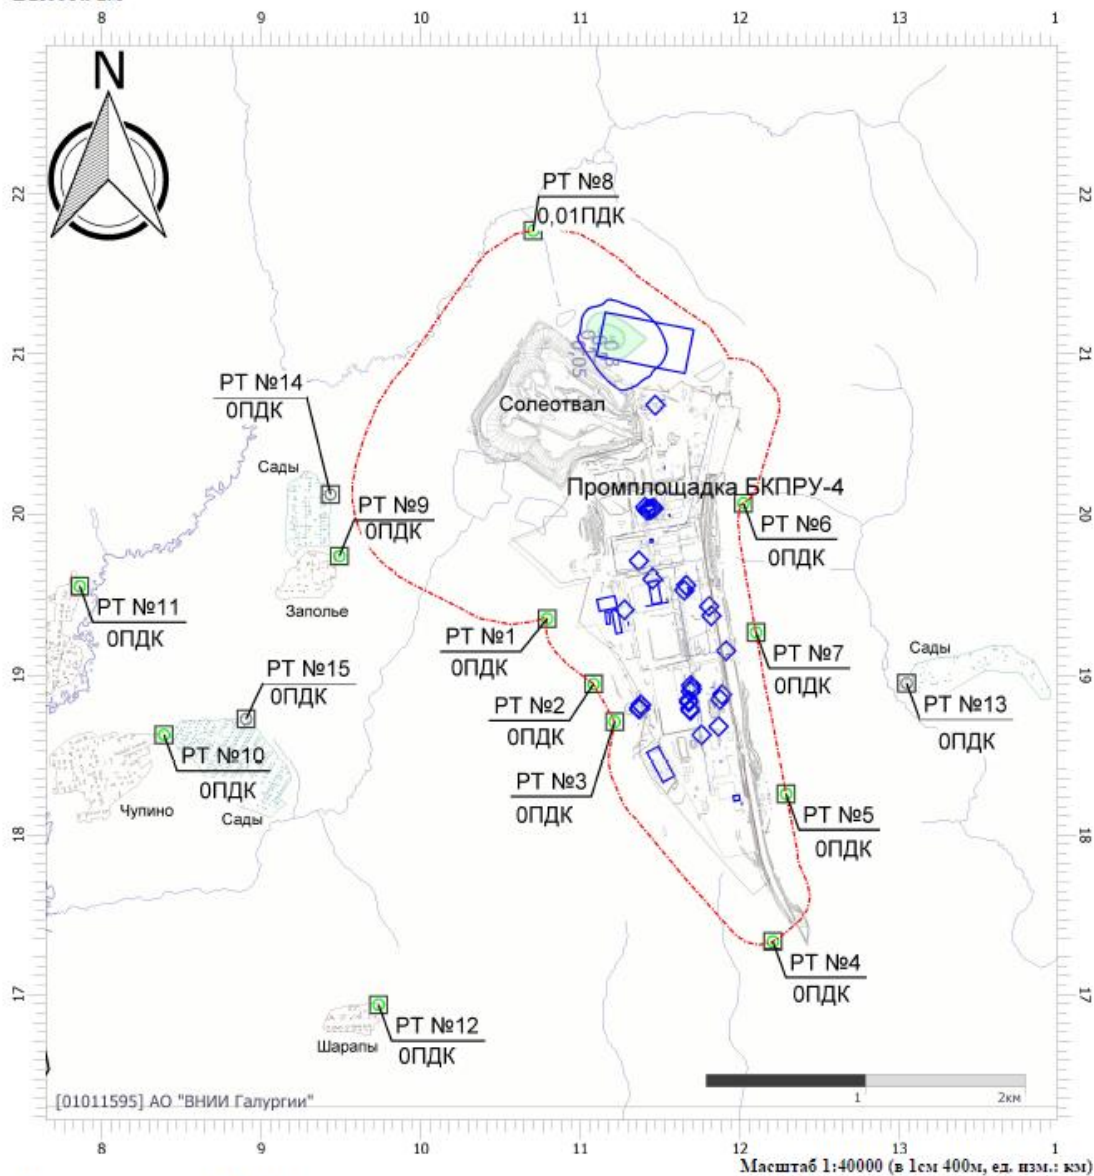 8 9 10 11 12 13 1
N
22 22
РТ №8
0,01ПДК
21 21
0,05
РТ №14
0ПДК
Солеотвал
Сады
Промплощадка БКПРУ-4
РТ №9
0ПДК
20 20
РТ №6
0ПДК
РТ №11
0ПДК
Заполье
РТ №1
0ПДК
РТ №7
0ПДК
Сады
19 19
РТ №15
0ПДК
РТ №2
0ПДК
РТ №13
0ПДК
РТ №10
0ПДК
РТ №3
0ПДК
Чупино
Сады
РТ №5
0ПДК
18 18
РТ №4
0ПДК
17 17
РТ №12
0ПДК
Шарапы
1 2км
[01011595] АО "ВНИИ Галургии"
8 9 10 11 12 13 1
Масштаб 1:40000 (в 1см 400м, ед. изм.: км)